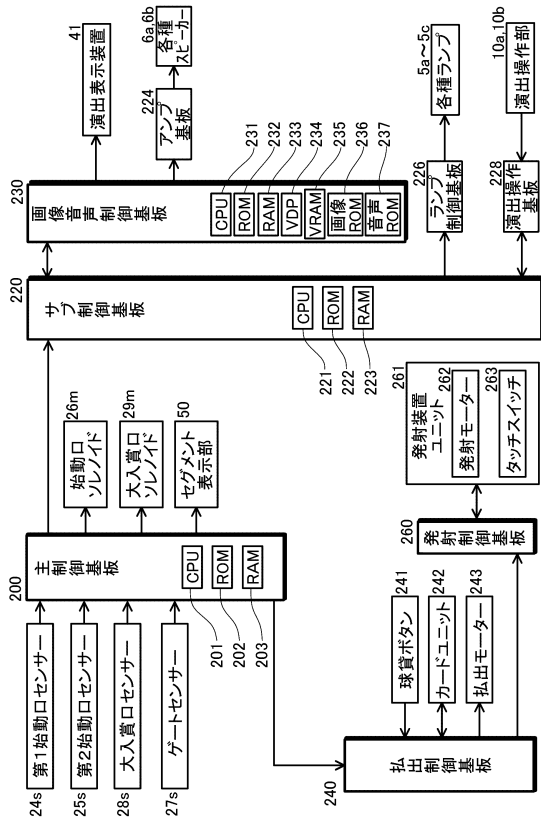 24s
第1始動口センサー
25s
第2始動口センサー
28s
大入賞口センサー
27s
ゲートセンサー
200
主制御基板
CPU
ROM
RAM
201
202
203
始動口
ソレノイド
26m
大入賞口
ソレノイド
29m
セグメント
表示部
50
220
サブ制御基板
CPU
ROM
RAM
221
222
223
230
画像音声制御基板
CPU
ROM
RAM
VDP
VRAM
画像
ROM
音声
ROM
231
232
233
234
235
236
237
演出表示装置
41
224
アンプ
基板
各種
スピーカー
6a,6b
226
ランプ
制御基板
各種ランプ
5a～5c
228
演出操作
基板
演出操作部
10a,10b
240
払出制御基板
球貸ボタン
241
カードユニット
242
払出モーター
243
260
発射制御基板
261
発射装置
ユニット
262
発射モーター
263
タッチスイッチ